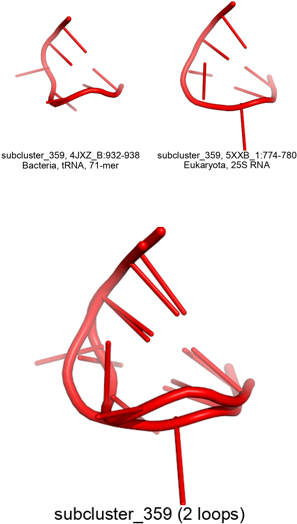 subcluster_359, 4JXZ_B:932-938
Bacteria, tRNA, 71-mer
subcluster_359, 5XXB_1:774-780
Eukaryota, 25S RNA
subcluster_359 (2 loops)